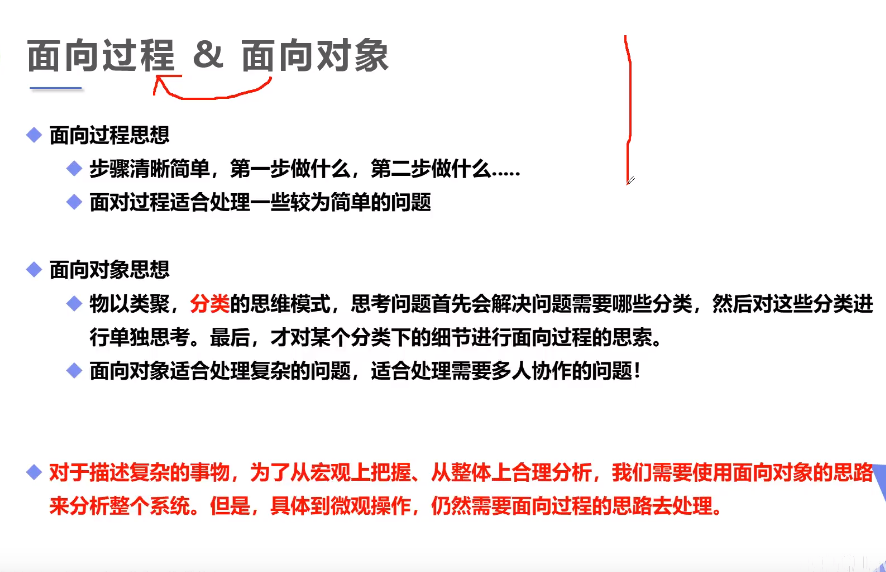 面向过程 & 面向对象
面向过程思想
步骤清晰简单，第一步做什么，第二步做什么.....
面对过程适合处理一些较为简单的问题
面向对象思想
物以类聚，分类的思维模式，思考问题首先会解决问题需要哪些分类，然后对这些分类进
行单独思考。最后，才对某个分类下的细节进行面向过程的思索。
面向对象适合处理复杂的问题，适合处理需要多人协作的问题！
对于描述复杂的事物，为了从宏观上把握、从整体上合理分析，我们需要使用面向对象的思路
来分析整个系统。但是，具体到微观操作，仍然需要面向过程的思路去处理。